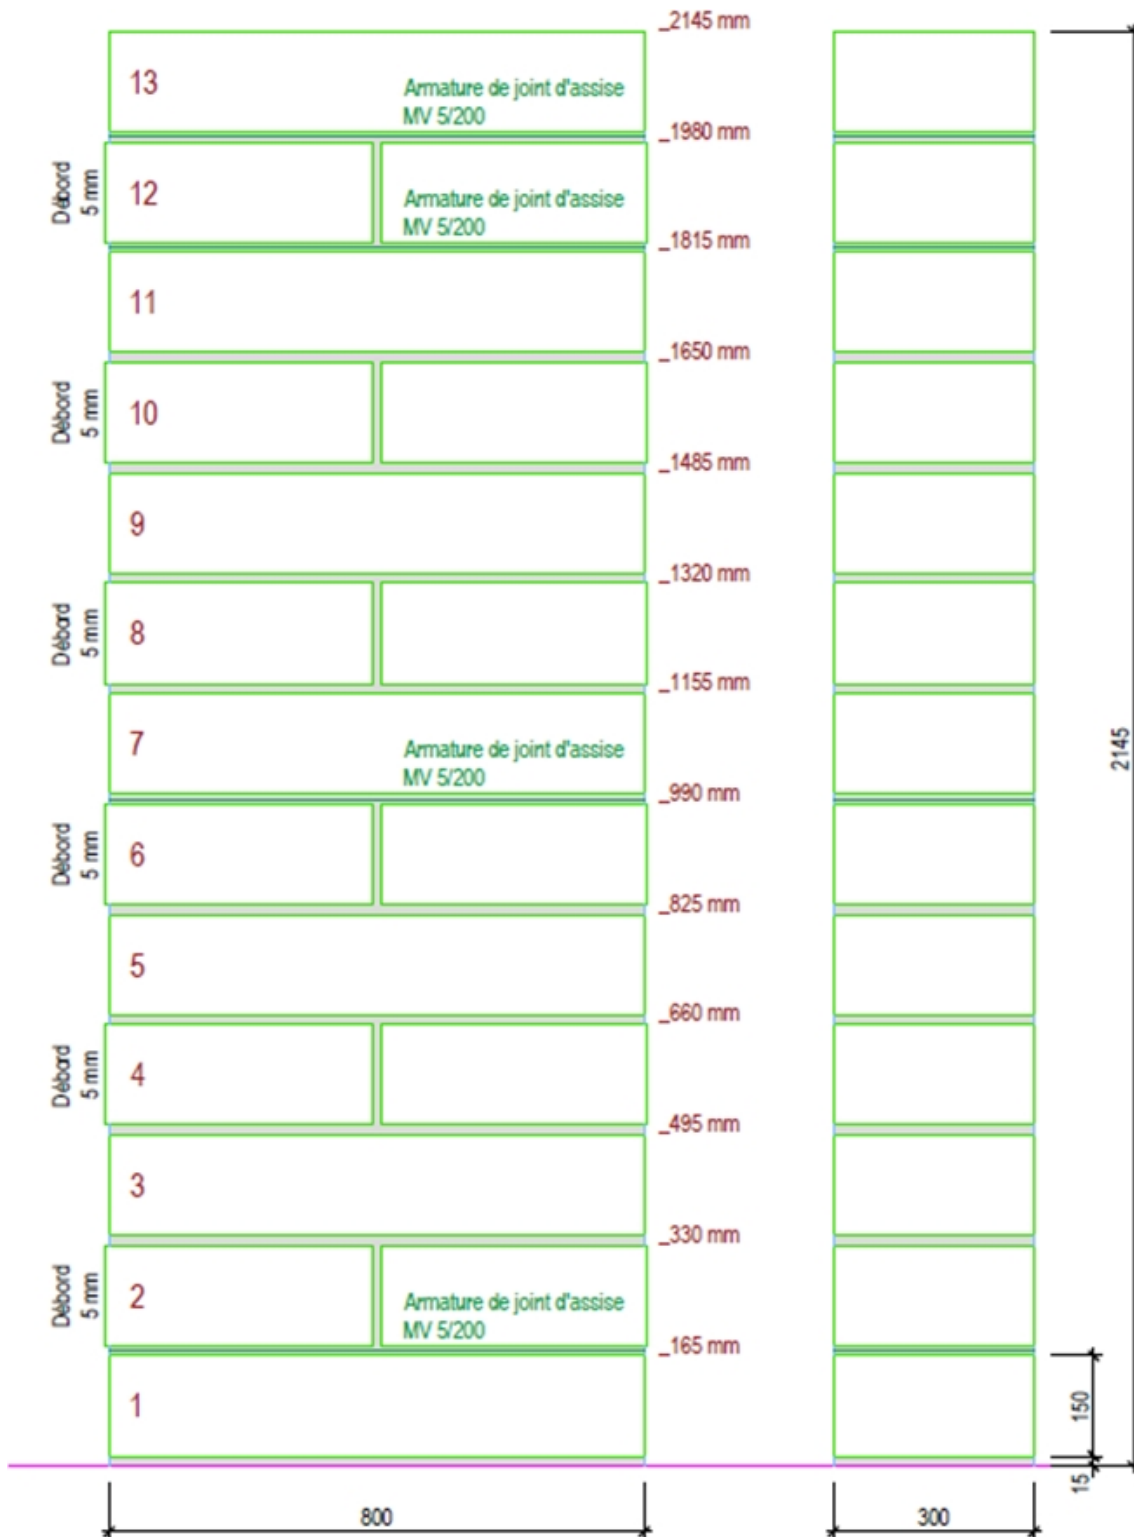 _2145 mm
13
Armature de joint d'assise
MV 5/200
_1980 mm
Débord
5 mm
12
Armature de joint d'assise
MV 5/200
_1815 mm
11
_1650 mm
Débord
5 mm
10
_1485 mm
9
_1320 mm
Débord
5 mm
8
_1155 mm
7
Armature de joint d'assise
MV 5/200
2145
_990 mm
Débord
5 mm
6
_825 mm
5
_660 mm
Débord
5 mm
4
_495 mm
3
_330 mm
Débord
5 mm
2
Armature de joint d'assise
MV 5/200
_165 mm
1
150
15
800
300